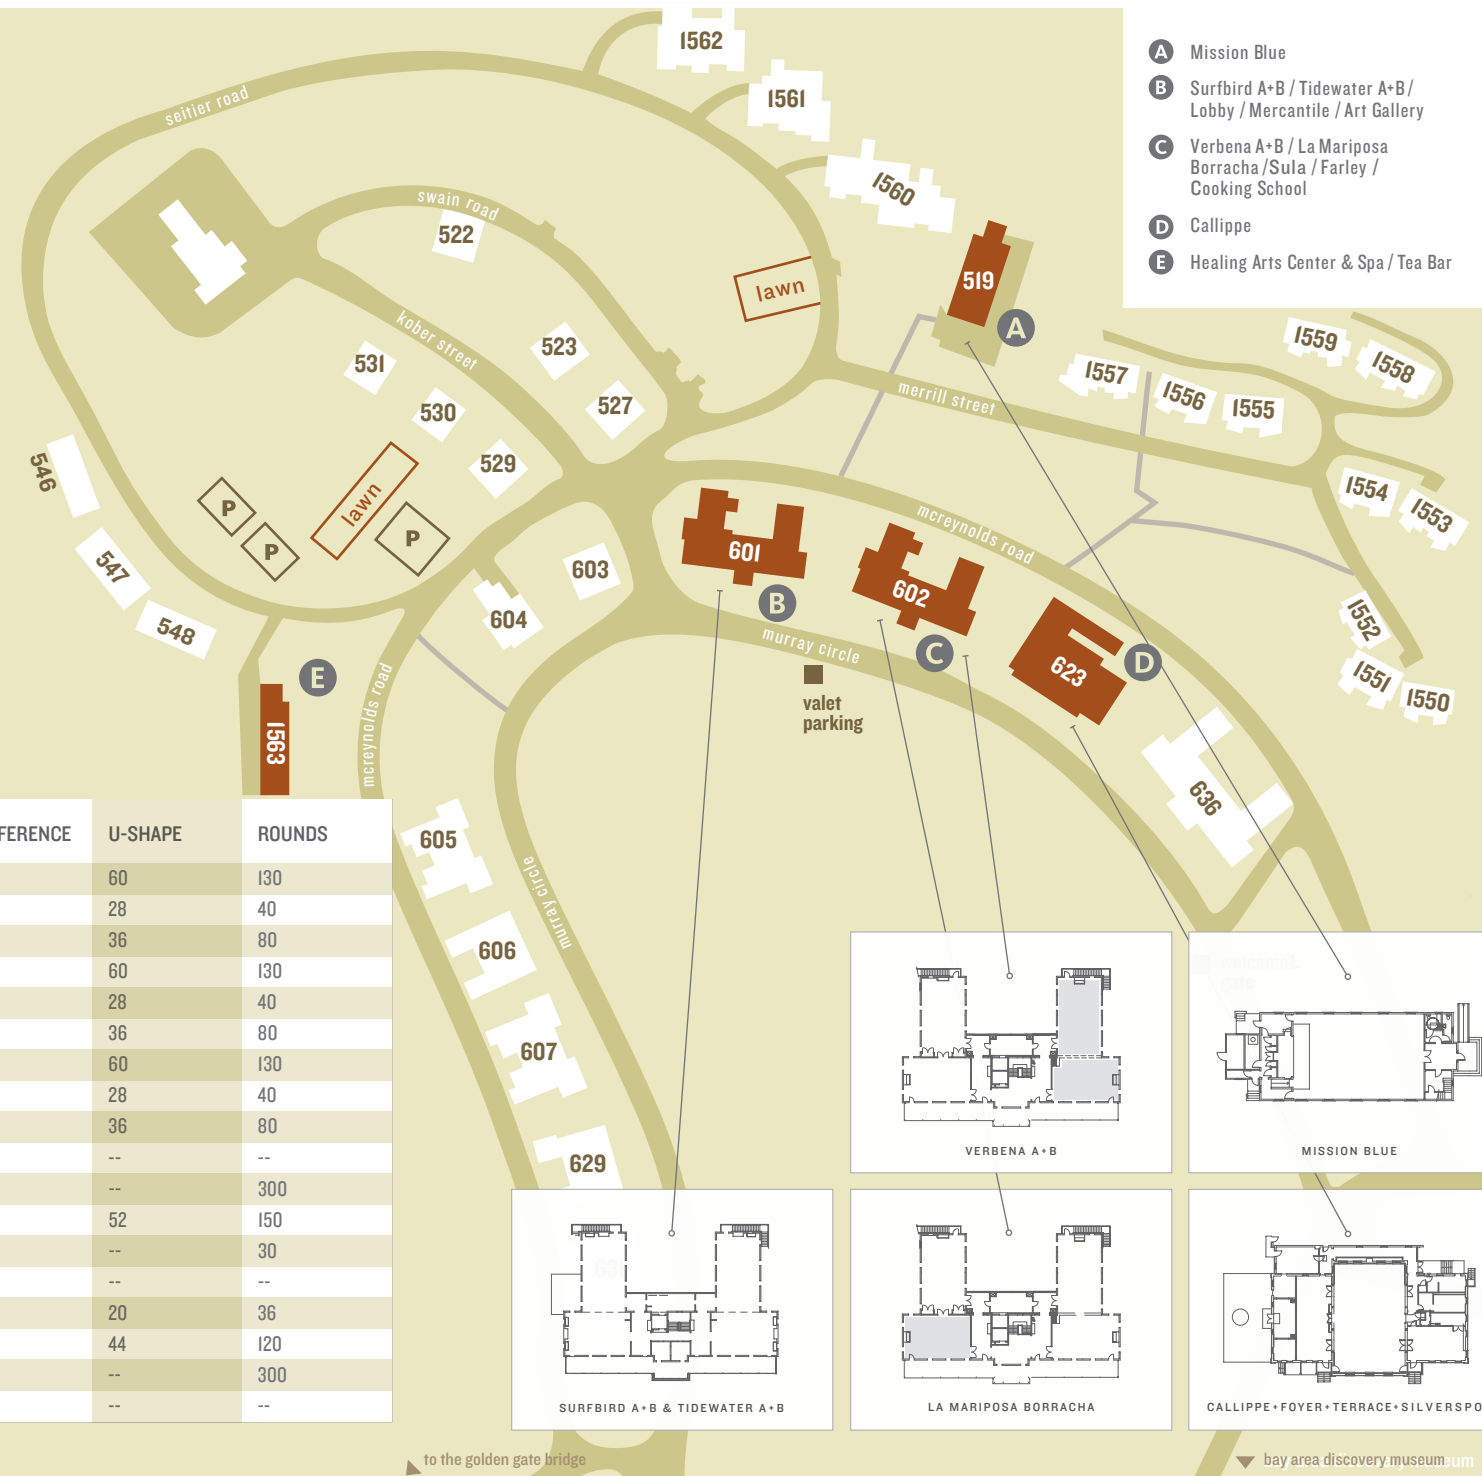 A Mission Blue
B Surfbird A+B / Tidewater A+B /
Lobby / Mercantile / Art Gallery
C Verbena A+B / La Mariposa
Borracha /Sula / Farley /
Cooking School
D Callippe
E Healing Arts Center & Spa / Tea Bar
1562
1561
1560
seitier road
swain road
522
519
A
lawn
kober street
523
531
527
530
529
merrill street
1559
1558
1557
1556
1555
1554
1553
546
547
548
P
P
lawn
P
mcreynolds road
601
B
602
C
603
604
623
D
murray circle
valet
parking
1552
1551
1550
E
1563
mcreynolds road
636
605
606
607
629
murray circle
FERENCE U-SHAPE ROUNDS
60 130
28 40
36 80
60 130
28 40
36 80
60 130
28 40
36 80
-- --
-- 300
52 150
-- 30
-- --
20 36
44 120
-- 300
-- --
VERBENA A+B
MISSION BLUE
SURFBIRD A+B & TIDEWATER A+B
LA MARIPOSA BORRACHA
CALLIPPE+FOYER+TERRACE+SILVERSPO
to the golden gate bridge
bay area discovery museum